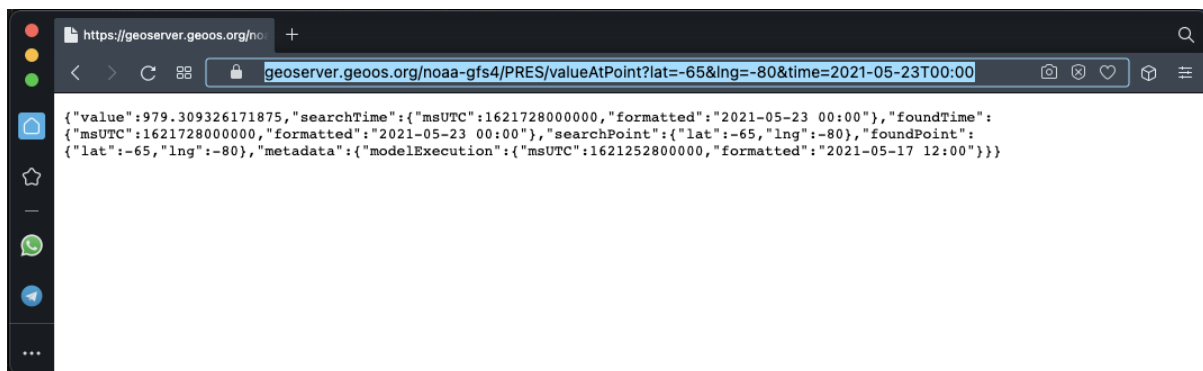 https://geoserver.geoos.org/no
geoserver.geoos.org/noaa-gfs4/PRES/valueAtPoint?lat=-65&lng=-80&time=2021-05-23T00:00
{"value":979.309326171875,"searchTime":{"msUTC":1621728000000,"formatted":"2021-05-23 00:00"},"foundTime":
{"msUTC":1621728000000,"formatted":"2021-05-23 00:00"},"searchPoint":{"lat":-65,"lng":-80},"foundPoint":
{"lat":-65,"lng":-80},"metadata":{"modelExecution":{"msUTC":1621252800000,"formatted":"2021-05-17 12:00"}}}